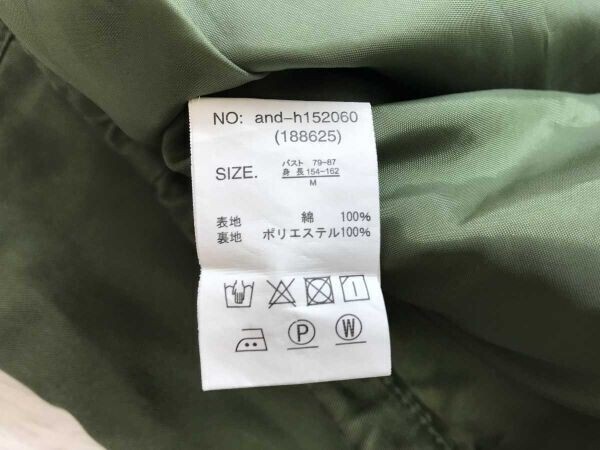 NO: and-h152060
(188625)
SIZE. バスト 79-87
身長 154-162
M
表地 綿 100%
裏地 ポリエステル100%
P W